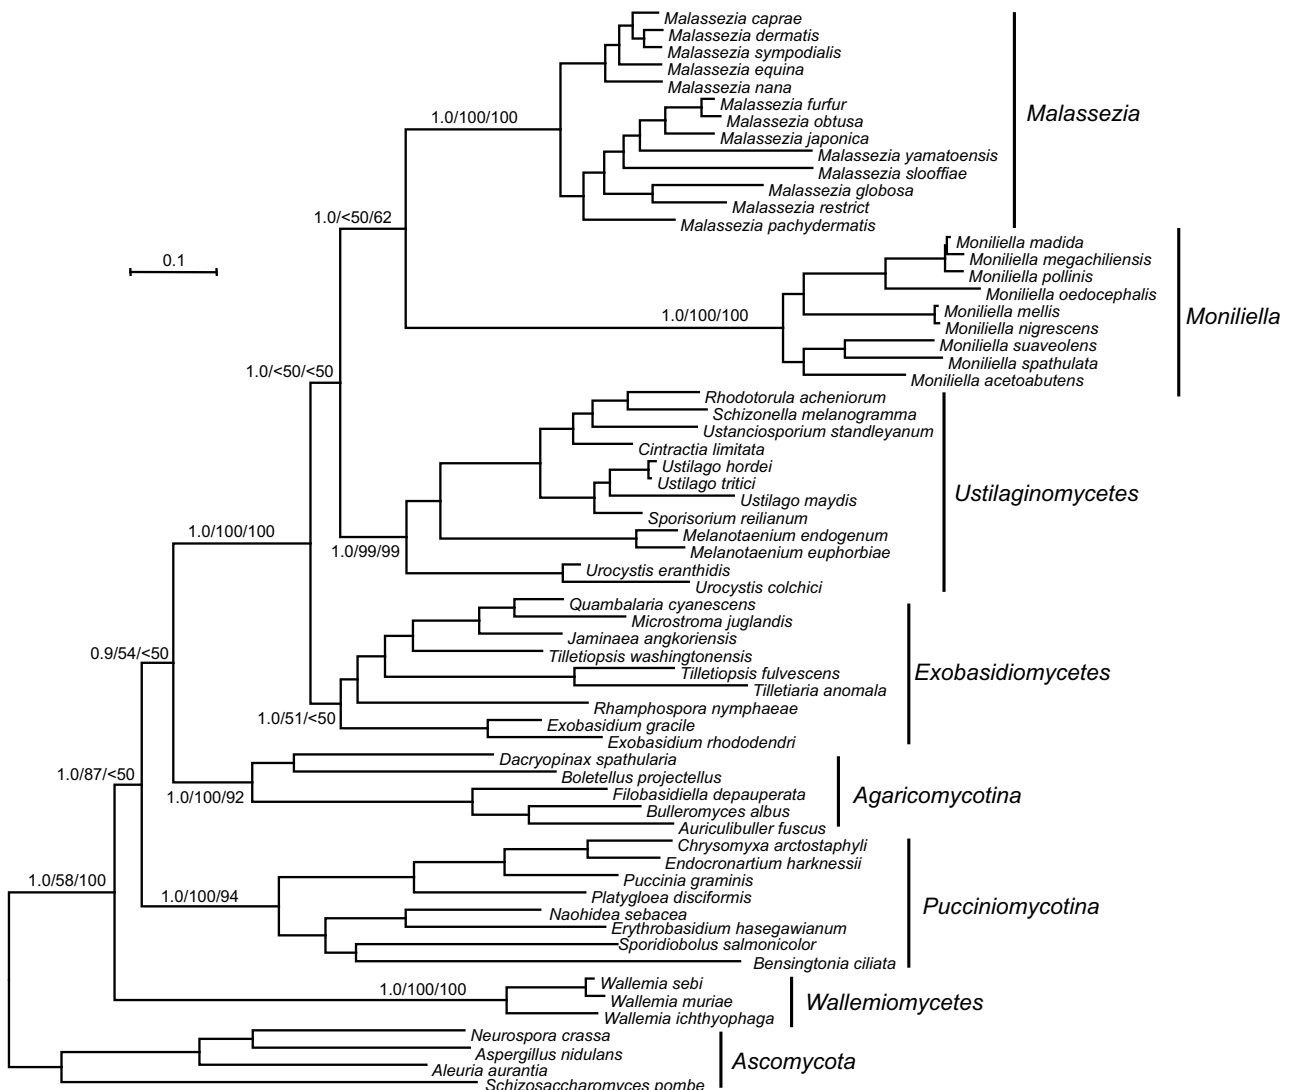 Malassezia caprae
Malassezia dermatis
Malassezia sympodialis
Malassezia equina
Malassezia nana
Malassezia furfur
Malassezia obtusa
Malassezia japonica
Malassezia yamatoensis
Malassezia slooffiae
Malassezia globosa
Malassezia restrict
Malassezia pachydermatis
Malassezia
1.0/100/100
1.0/<50/62
0.1
Moniliella madida
Moniliella megachiliensis
Moniliella pollinis
Moniliella oedocephalis
Moniliella mellis
Moniliella nigrescens
Moniliella suaveolens
Moniliella spathulata
Moniliella acetoabutens
Moniliella
1.0/100/100
1.0/<50/<50
Rhodotorula acheniorum
Schizonella melanogramma
Ustanciosporium standleyanum
Cintractia limitata
Ustilago hordei
Ustilago tritici
Ustilago maydis
Sporisorium reilianum
Melanotaenium endogenum
Melanotaenium euphorbiae
Urocystis eranthidis
Urocystis colchici
Ustilaginomycetes
1.0/100/100
1.0/99/99
Quambalaria cyanescens
Microstroma juglandis
Jaminaea angkoriensis
Tilletiopsis washingtonensis
Tilletiopsis fulvescens
Tilletiaria anomala
Rhamphospora nymphaeae
Exobasidium gracile
Exobasidium rhododendri
Exobasidiomycetes
0.9/54/<50
1.0/51/<50
Dacryopinax spathularia
Boletellus projectellus
Filobasidiella depauperata
Bulleromyces albus
Auriculibuller fuscus
Agaricomycotina
1.0/87/<50
1.0/100/92
Chrysomyxa arctostaphyli
Endocronartium harknessii
Puccinia graminis
Platygloea disciformis
Naohidea sebacea
Erythrobasidium hasegawianum
Sporidiobolus salmonicolor
Bensingtonia ciliata
Pucciniomycotina
1.0/58/100
1.0/100/94
Wallemia sebi
Wallemia muriae
Wallemia ichthyophaga
Wallemiomycetes
1.0/100/100
Neurospora crassa
Aspergillus nidulans
Aleuria aurantia
Schizosaccharomyces pombe
Ascomycota